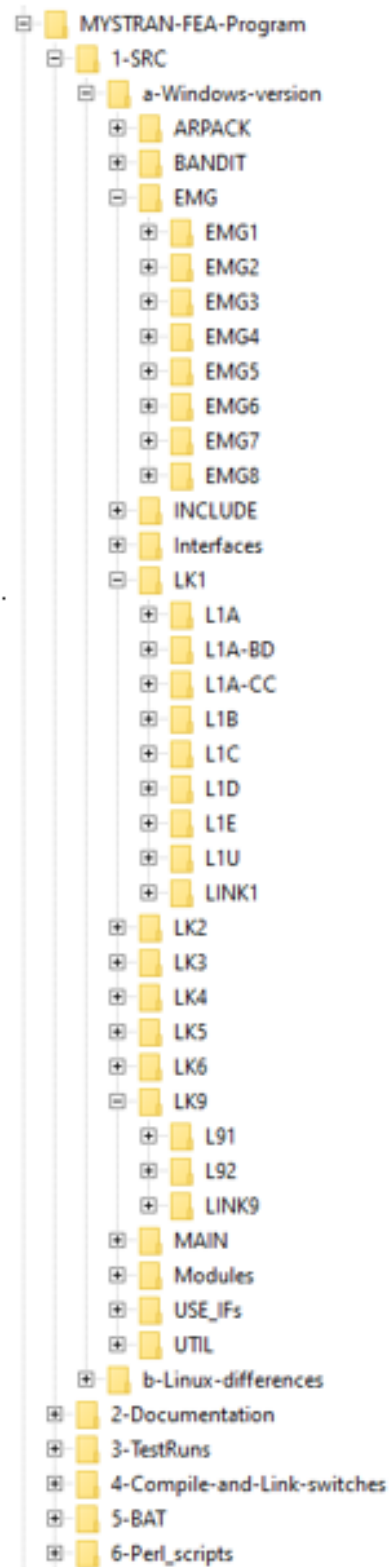 MYSTRAN-FEA-Program
1-SRC
a-Windows-version
ARPACK
BANDIT
EMG
EMG1
EMG2
EMG3
EMG4
EMG5
EMG6
EMG7
EMG8
INCLUDE
Interfaces
LK1
L1A
L1A-BD
L1A-CC
L1B
L1C
L1D
L1E
L1U
LINK1
LK2
LK3
LK4
LK5
LK6
LK9
L91
L92
LINK9
MAIN
Modules
USE_IFs
UTIL
b-Linux-differences
2-Documentation
3-TestRuns
4-Compile-and-Link-switches
5-BAT
6-Perl_scripts